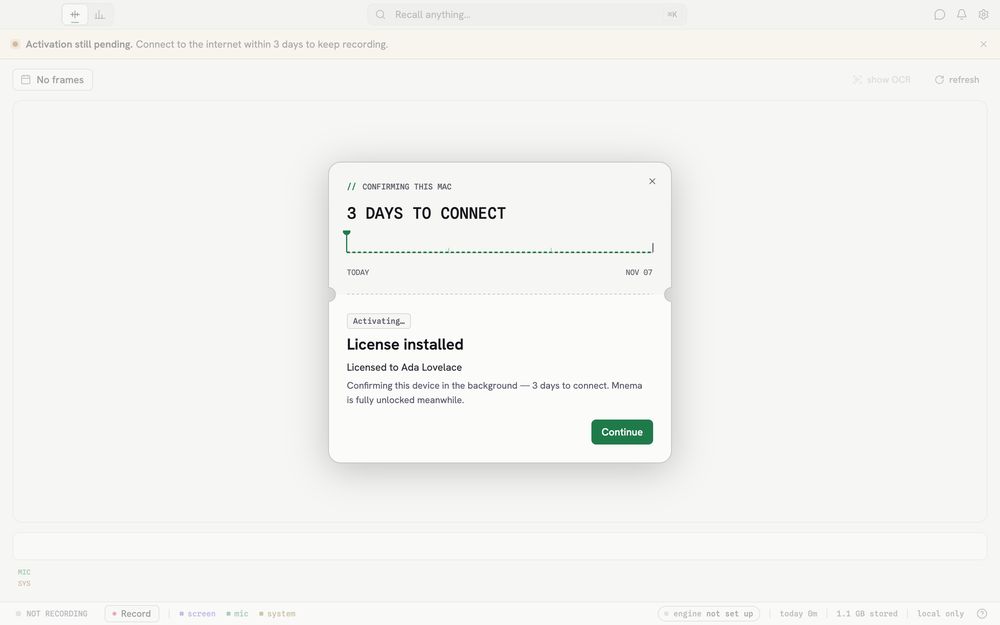 Recall anything...
⌘K
Activation still pending. Connect to the internet within 3 days to keep recording.
No frames
show OCR
refresh
// CONFIRMING THIS MAC
3 DAYS TO CONNECT
TODAY
NOV 07
Activating…
License installed
Licensed to Ada Lovelace
Confirming this device in the background — 3 days to connect. Mnema
is fully unlocked meanwhile.
Continue
MIC
SYS
NOT RECORDING
Record
screen
mic
system
engine not set up
today 0m
1.1 GB stored
local only